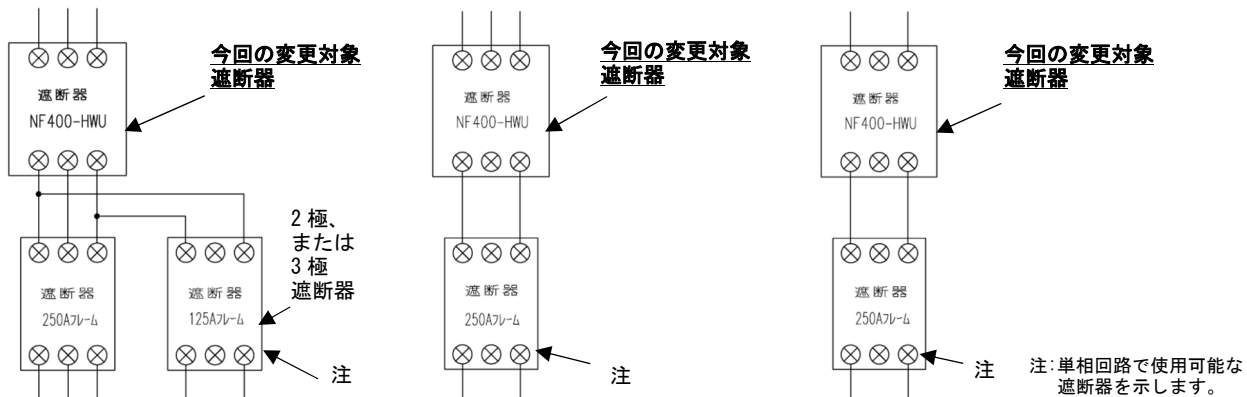 今回の変更対象
遮断器
遮断器
NF400-HWU
2極、
または
3極
遮断器
遮断器
250Aフレーム
遮断器
125Aフレーム
注
今回の変更対象
遮断器
遮断器
NF400-HWU
遮断器
250Aフレーム
注
今回の変更対象
遮断器
遮断器
NF400-HWU
遮断器
250Aフレーム
注
注:単相回路で使用可能な
遮断器を示します。